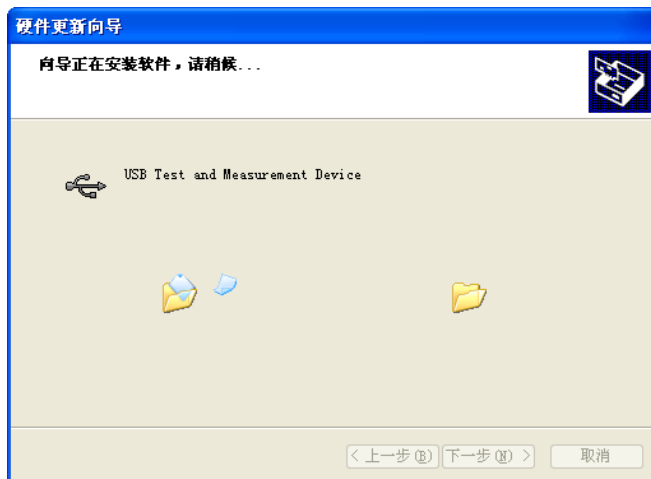 硬件更新向导
向导正在安装软件，请稍候...
USB Test and Measurement Device
< 上一步(B) 下一步(N) > 取消